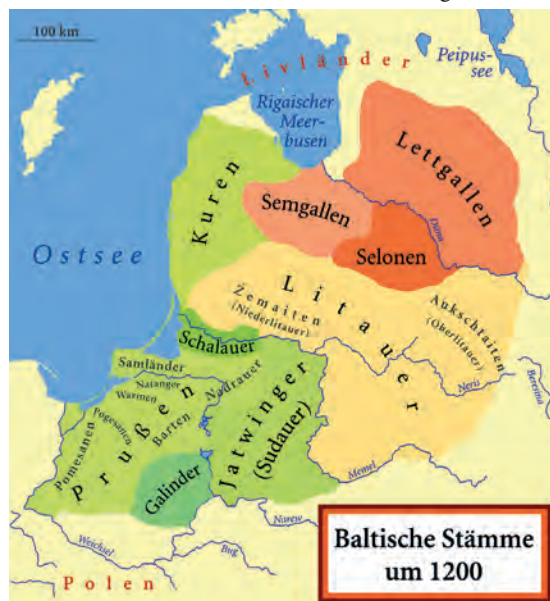 100 km
Livländer
Peipus-
see
Rigaischer
Meer-
busen
Lettgallen
Kuren
Semgallen
Düna
Ostsee
Selonen
Litauer
Žemaiten
(Niederlitauer)
Aukschtaiten
(Oberlitauer)
Schalauer
Samländer
Natanger
Warmen
Nadrauer
Neris
Beresina
Pogesanen
Barten
Pomesanen
Prußen
Jatwinger
(Sudauer)
Memel
Galinder
Narew
Weichsel
Bug
Polen
Baltische Stämme
um 1200